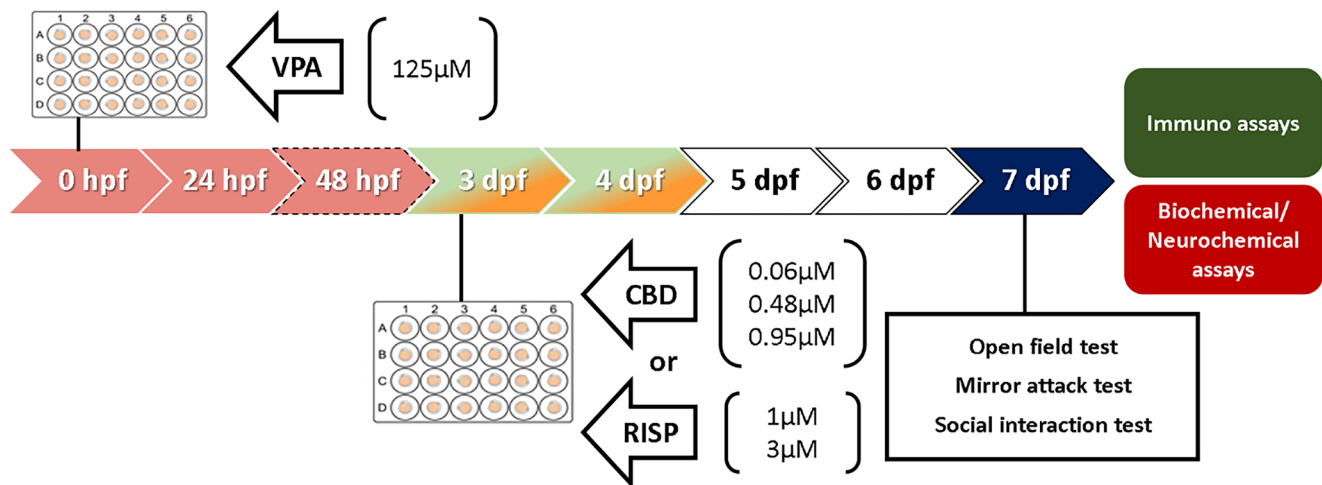 1 2 3 4 5 6
A
B
C
D
VPA
125µM
0 hpf
24 hpf
48 hpf
3 dpf
4 dpf
5 dpf
6 dpf
7 dpf
Immuno assays
Biochemical/
Neurochemical
assays
1 2 3 4 5 6
A
B
C
D
CBD
0.06µM
0.48µM
0.95µM
or
RISP
1µM
3µM
Open field test
Mirror attack test
Social interaction test